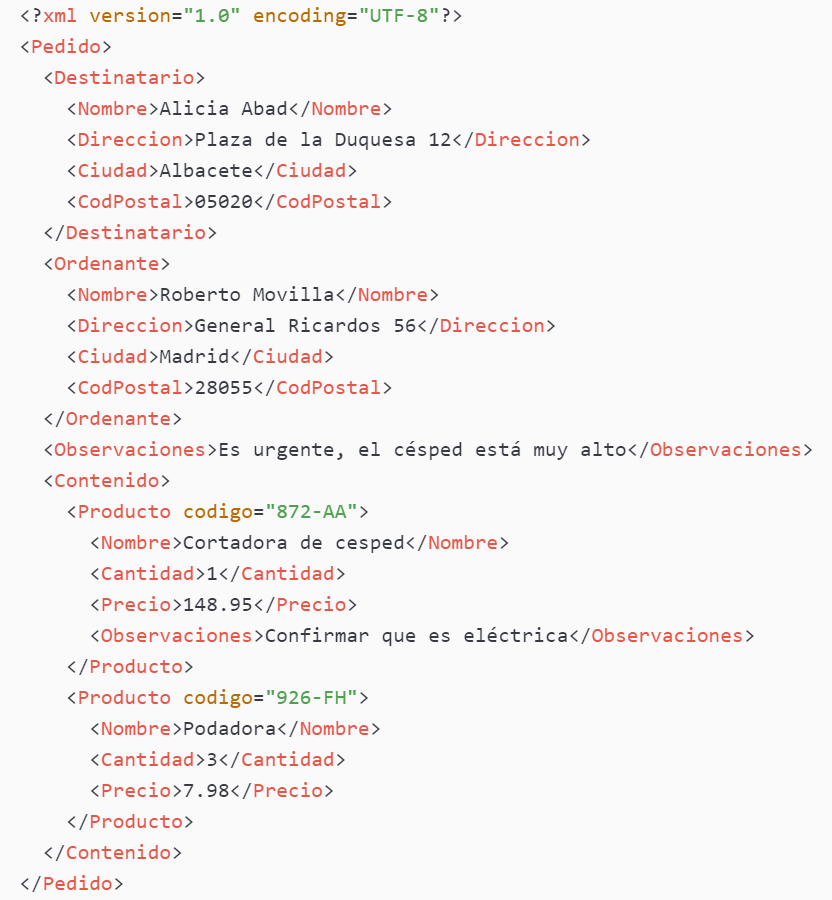 <?xml version="1.0" encoding="UTF-8"?>
<Pedido>
  <Destinatario>
    <Nombre>Alicia Abad</Nombre>
    <Direccion>Plaza de la Duquesa 12</Direccion>
    <Ciudad>Albacete</Ciudad>
    <CodPostal>05020</CodPostal>
  </Destinatario>
  <Ordenante>
    <Nombre>Roberto Movilla</Nombre>
    <Direccion>General Ricardos 56</Direccion>
    <Ciudad>Madrid</Ciudad>
    <CodPostal>28055</CodPostal>
  </Ordenante>
  <Observaciones>Es urgente, el césped está muy alto</Observaciones>
  <Contenido>
    <Producto codigo="872-AA">
      <Nombre>Cortadora de cesped</Nombre>
      <Cantidad>1</Cantidad>
      <Precio>148.95</Precio>
      <Observaciones>Confirmar que es eléctrica</Observaciones>
    </Producto>
    <Producto codigo="926-FH">
      <Nombre>Podadora</Nombre>
      <Cantidad>3</Cantidad>
      <Precio>7.98</Precio>
    </Producto>
  </Contenido>
</Pedido>